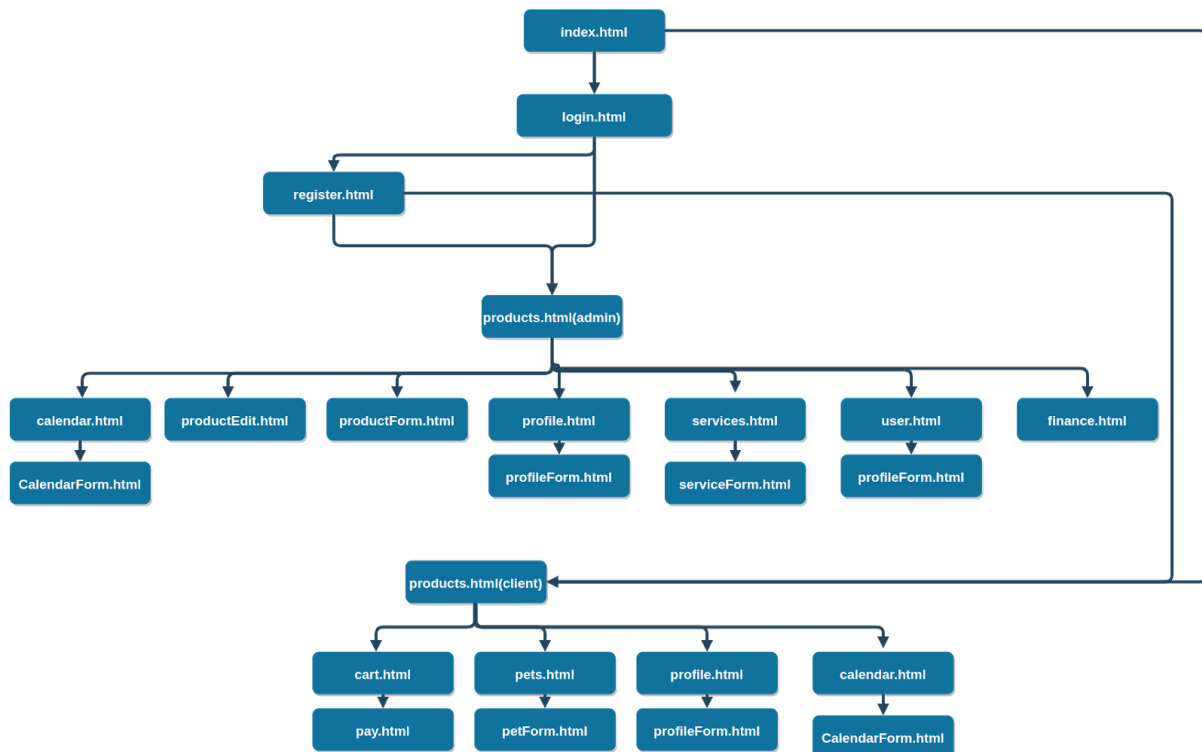 index.html
login.html
register.html
products.html(admin)
calendar.html
productEdit.html
productForm.html
profile.html
services.html
user.html
finance.html
CalendarForm.html
profileForm.html
serviceForm.html
profileForm.html
products.html(client)
cart.html
pets.html
profile.html
calendar.html
pay.html
petForm.html
profileForm.html
CalendarForm.html